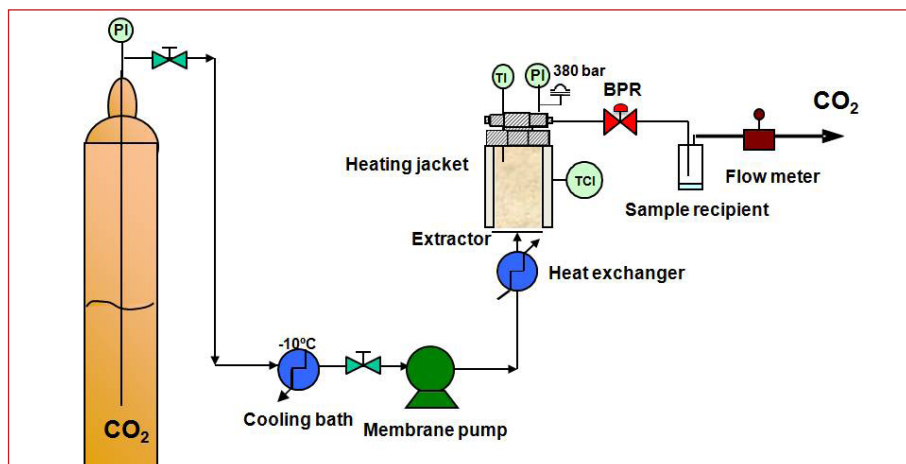 PI
TI
PI
380 bar
BPR
CO2
Heating jacket
TCI
Flow meter
Sample recipient
Extractor
Heat exchanger
-10ºC
Cooling bath
Membrane pump
CO2